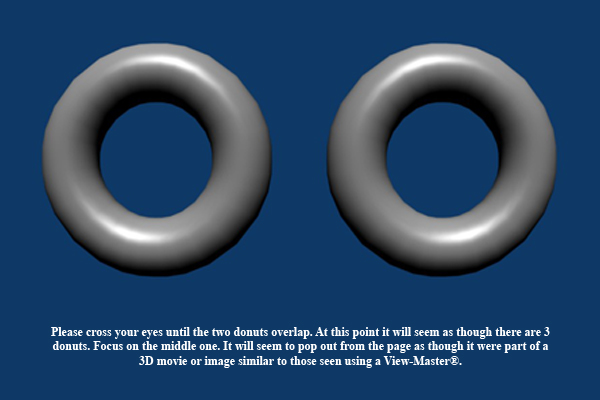 Please cross your eyes until the two donuts overlap. At this point it will seem as though there are 3
donuts. Focus on the middle one. It will seem to pop out from the page as though it were part of a
3D movie or image similar to those seen using a View-Master®.